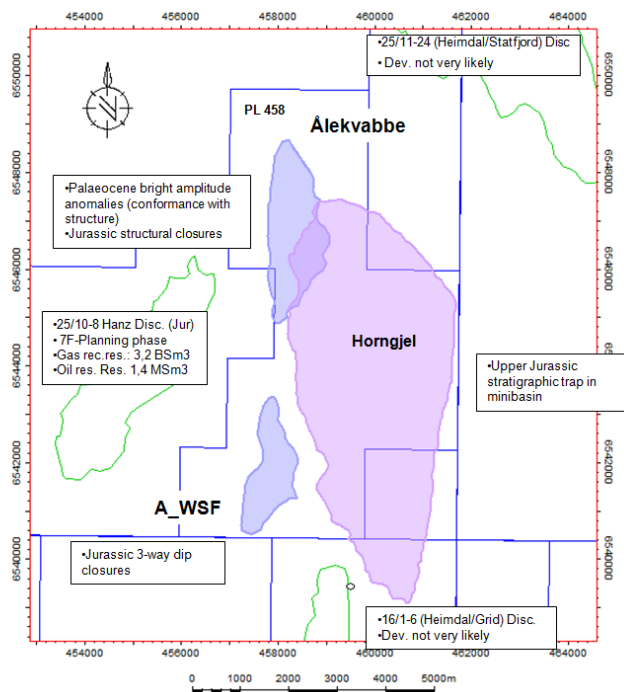 •25/11-24 (Heimdal/Statfjord) Disc
• Dev. not very likely
PL 458
Ålekvabbe
•Palaeocene bright amplitude
anomalies (conformance with
structure)
•Jurassic structural closures
•25/10-8 Hanz Disc. (Jur)
• 7F-Planning phase
•Gas rec.res.: 3,2 BSm3
•Oil res. Res. 1,4 MSm3
Horngjel
•Upper Jurassic
stratigraphic trap in
minibasin
A_WSF
•Jurassic 3-way dip
closures
•16/1-6 (Heimdal/Grid) Disc.
•Dev. not very likely
454000 456000 458000 460000 462000 464000
6550000
6548000
6546000
6544000
6542000
6540000
454000 456000 458000 460000 462000 464000
0 1000 2000 3000 4000 5000m